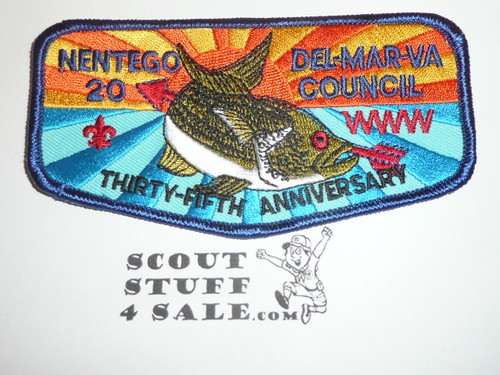 NENTEGO DEL-MAR-VA
20 COUNCIL
WWW
THIRTY-FIFTH ANNIVERSARY
SCOUT
STUFF
4 SALE.com